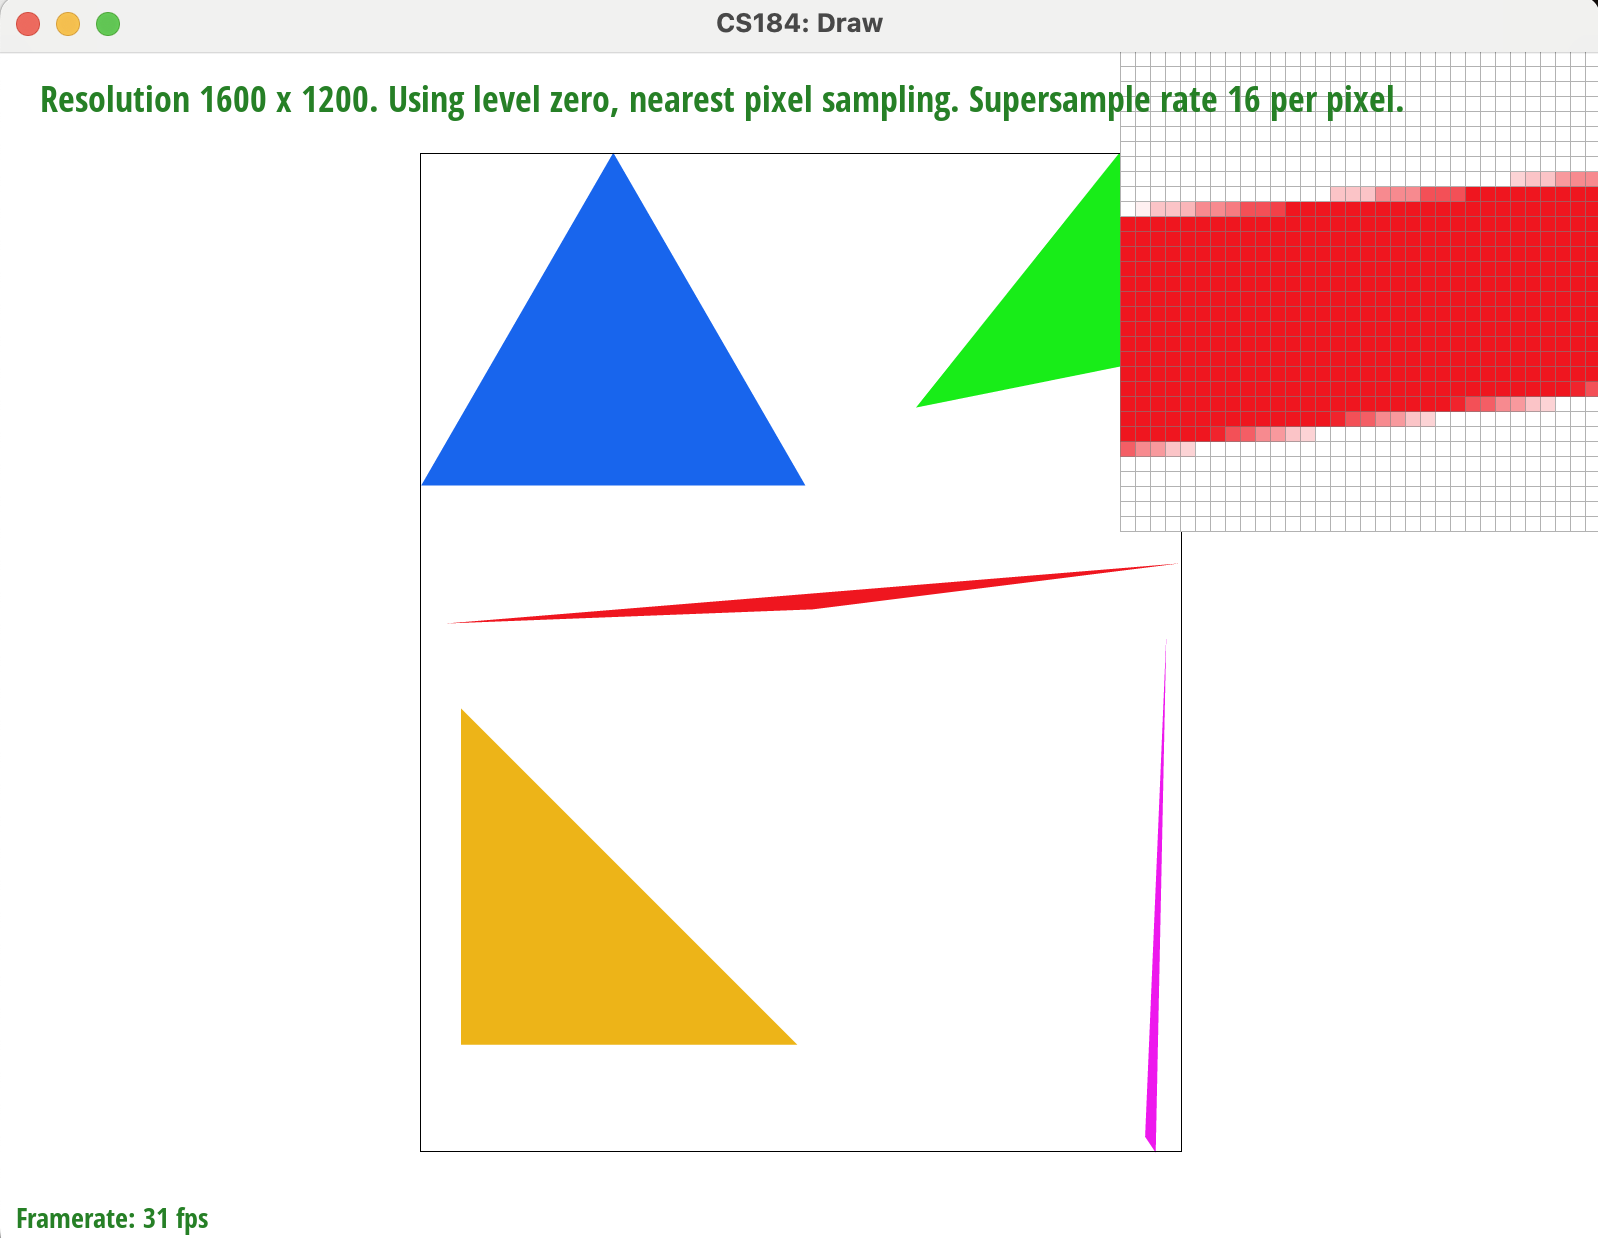 CS184: Draw
Resolution 1600 x 1200. Using level zero, nearest pixel sampling. Supersample rate 16 per pixel.
Framerate: 31 fps